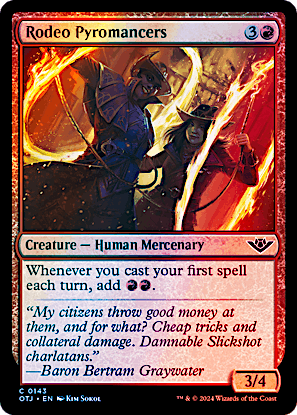 Rodeo Pyromancers 3
Creature — Human Mercenary
Whenever you cast your first spell
each turn, add
“My citizens throw good money at
them, and for what? Cheap tricks and
collateral damage. Damnable Slickshot
charlatans.”
—Baron Bertram Graywater
3/4
C 0143
OTJ • EN Kim Sokol
™ & © 2024 Wizards of the Coast